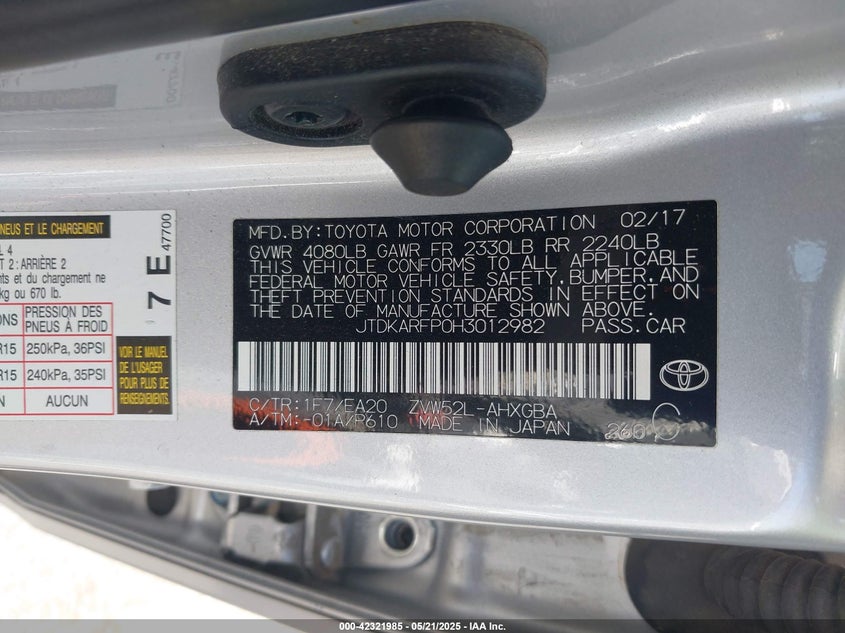 PNEUS ET LE CHARGEMENT
4
2 : ARRIÈRE 2
et du chargement ne
kg ou 670 lb.
PRESSION DES
PNEUS À FROID
R15 250kPa, 36PSI
R15 240kPa, 35PSI
AUCUN
VOIR LE MANUEL
DE L'USAGER
POUR PLUS DE
RENSEIGNEMENTS
7 E 47700
MFD.BY:TOYOTA MOTOR CORPORATION 02/17
GVWR 4080LB GAWR FR 2330LB RR 2240LB
THIS VEHICLE CONFORMS TO ALL APPLICABLE
FEDERAL MOTOR VEHICLE SAFETY,BUMPER,AND
THEFT PREVENTION STANDARDS IN EFFECT ON
THE DATE OF MANUFACTURE SHOWN ABOVE.
JTDKARFP0H3012982 PASS.CAR
C/TR:1F7/EA20 ZVW52L-AHXGBA
A/TM:-01A/P610 MADE IN JAPAN
TOYOTA
000-42321985 - 05/21/2025 - IAA Inc.